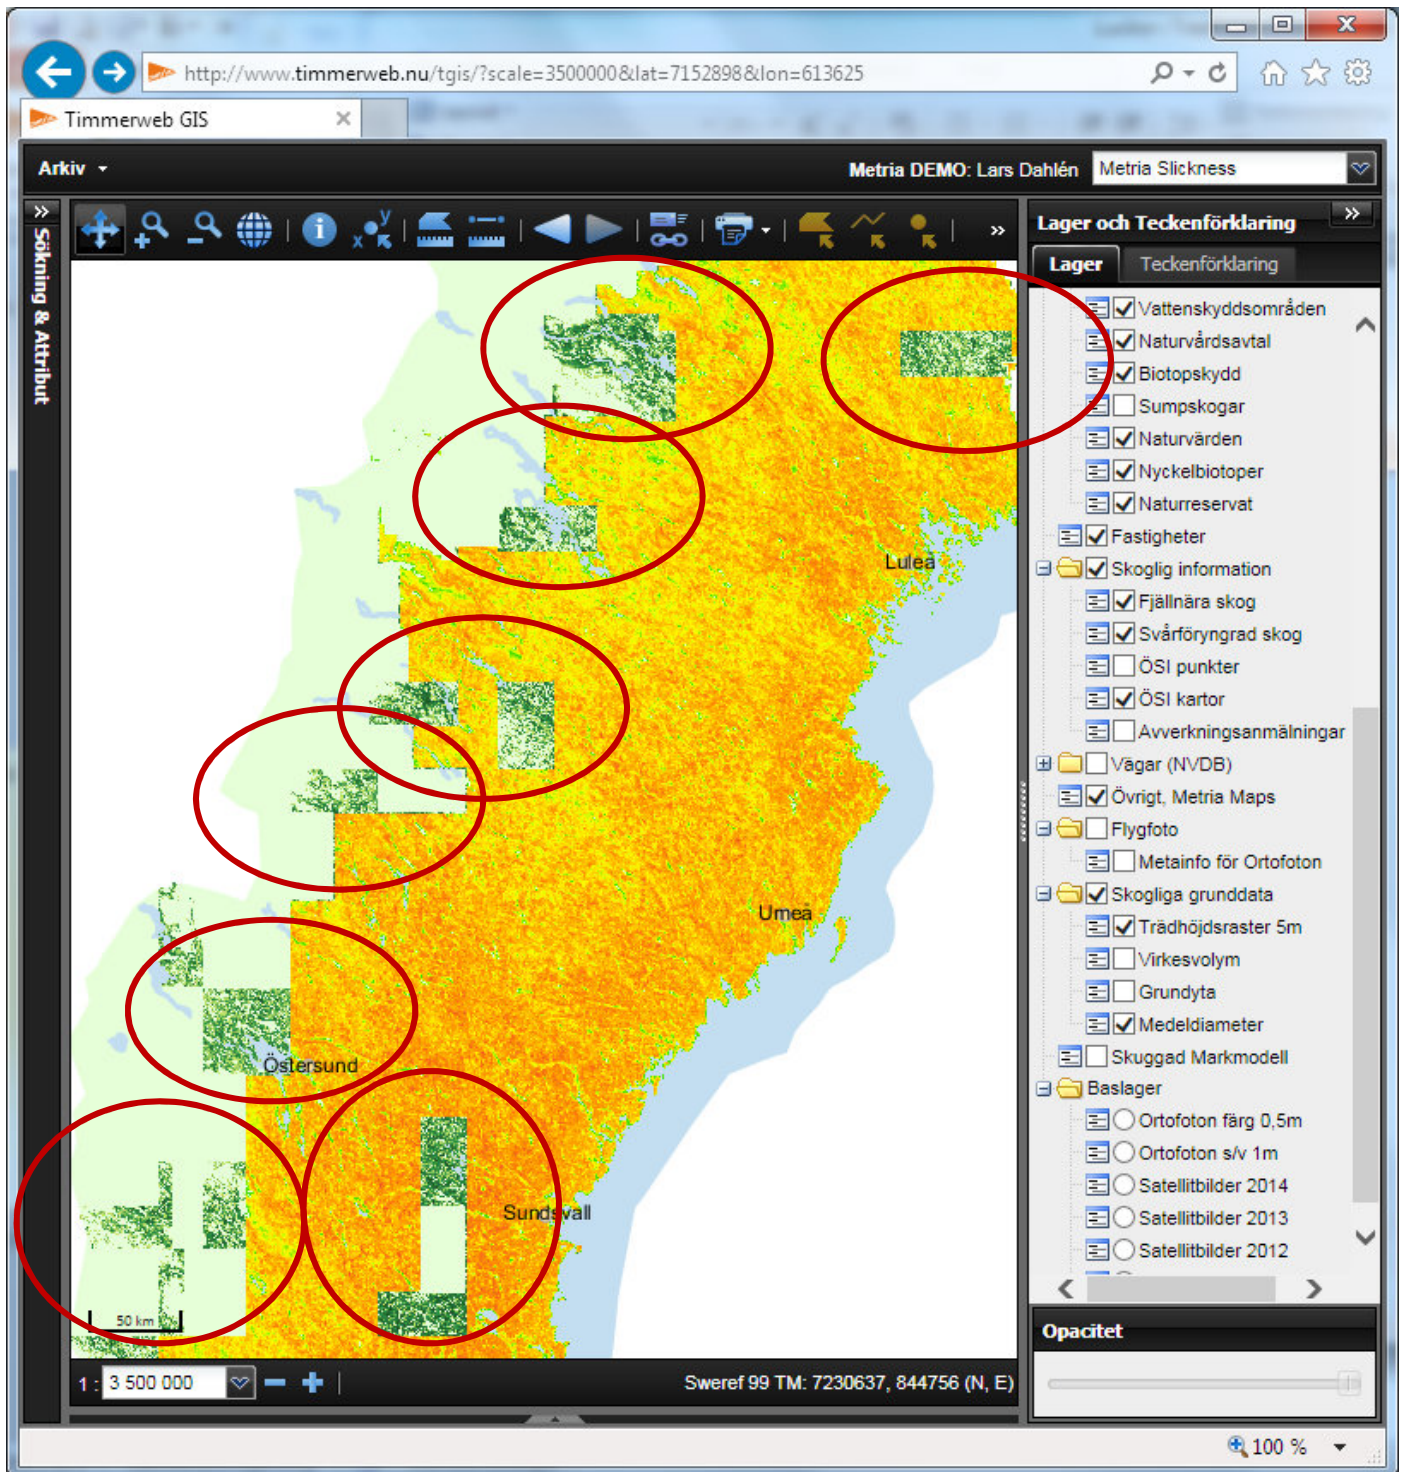 http://www.timmerweb.nu/tgis/?scale=3500000&lat=7152898&lon=613625
Timmerweb GIS
Arkiv
Metria DEMO: Lars Dahlén
Metria Slickness
Sökning & Attribut
Lager och Teckenförklaring
Lager
Teckenförklaring
Vattenskyddsområden
Naturvårdsavtal
Biotopskydd
Sumpskogar
Naturvärden
Nyckelbiotoper
Naturreservat
Fastigheter
Skoglig information
Fjällnära skog
Svårföryngrad skog
ÖSI punkter
ÖSI kartor
Avverkningsanmälningar
Vägar (NVDB)
Övrigt, Metria Maps
Flygfoto
Metainfo för Ortofoton
Skogliga grunddata
Trädhöjdsraster 5m
Virkesvolym
Grundyta
Medeldiameter
Skuggad Markmodell
Baslager
Ortofoton färg 0,5m
Ortofoton s/v 1m
Satellitbilder 2014
Satellitbilder 2013
Satellitbilder 2012
Opacitet
Luleå
Umeå
Östersund
Sundsvall
50 km
1 : 3 500 000
Sweref 99 TM: 7230637, 844756 (N, E)
100 %